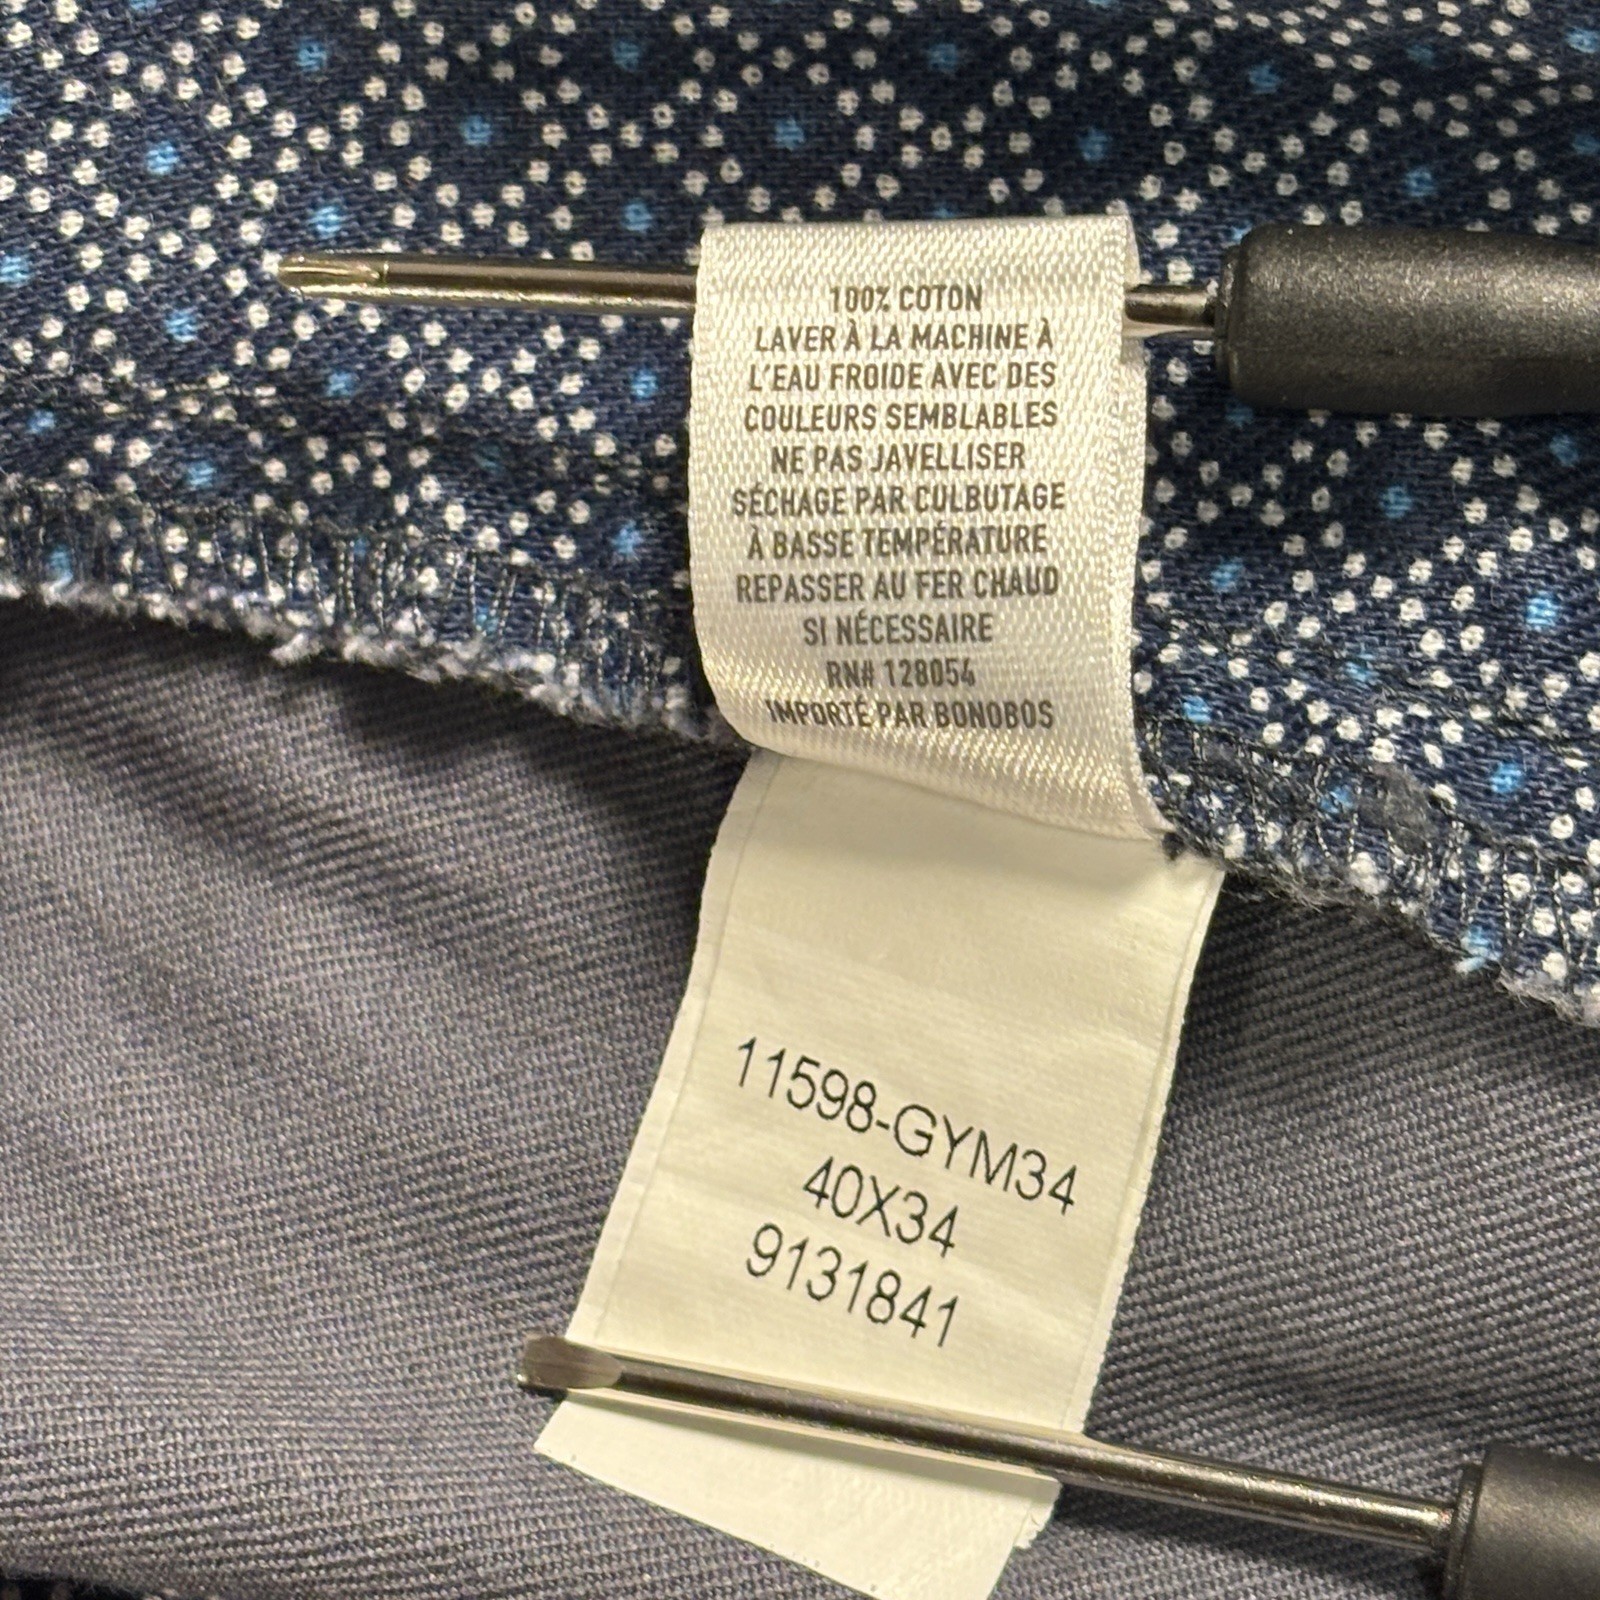 100% COTON
LAVER À LA MACHINE À
L'EAU FROIDE AVEC DES
COULEURS SEMBLABLES
NE PAS JAVELLISER
SÉCHAGE PAR CULBUTAGE
À BASSE TEMPÉRATURE
REPASSER AU FER CHAUD
SI NÉCESSAIRE
RN# 128054
IMPORTÉ PAR BONOBOS
11598-GYM34
40X34
9131841